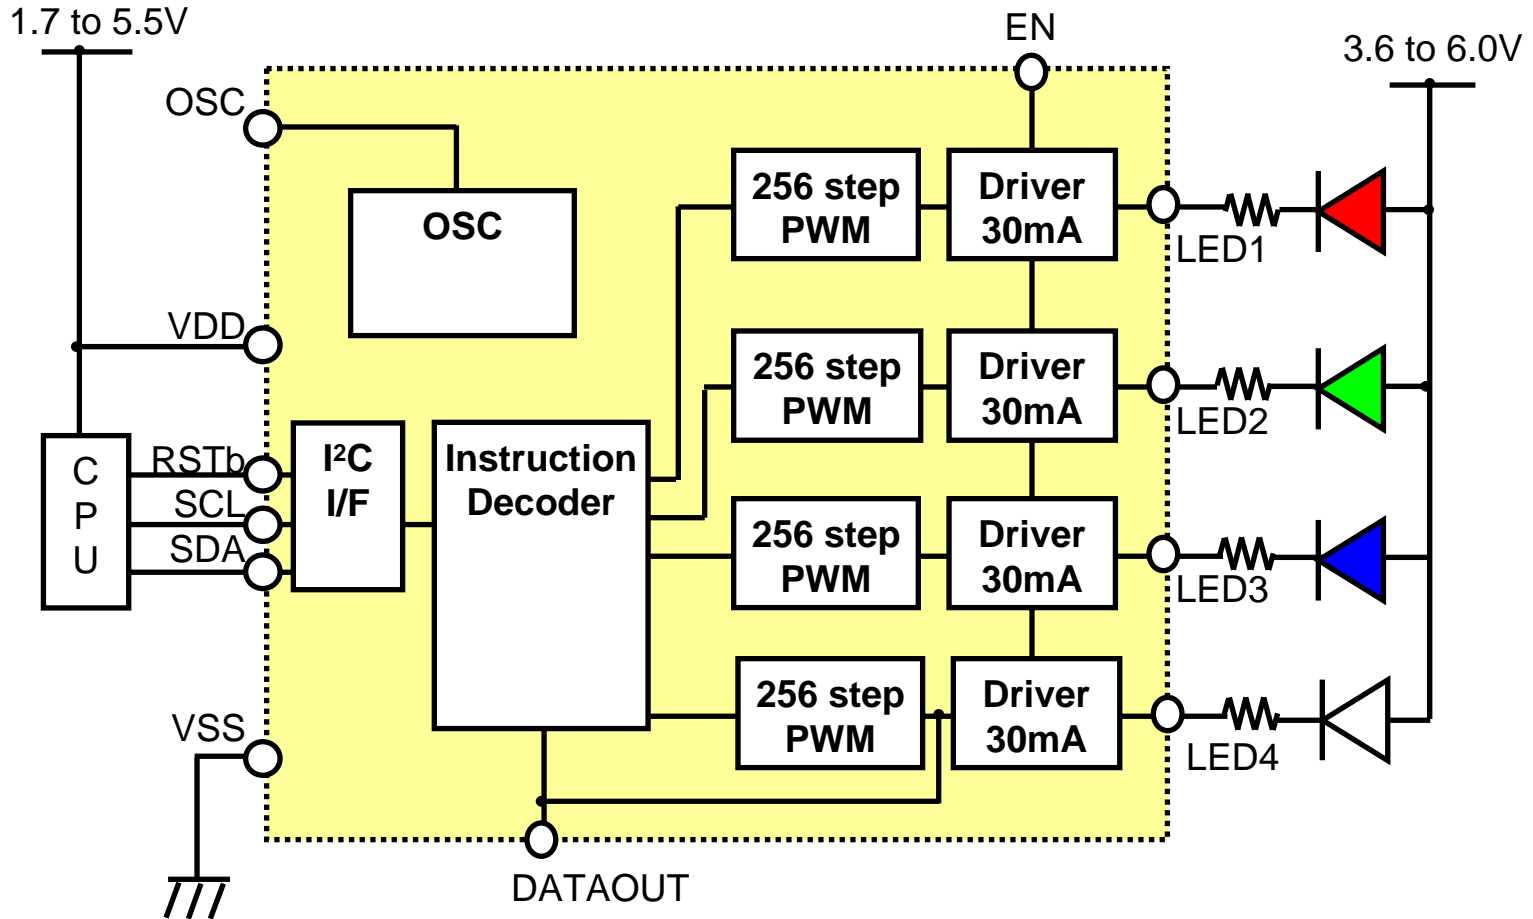 1.7 to 5.5V
EN
3.6 to 6.0V
OSC
OSC
256 step
PWM
Driver
30mA
LED1
VDD
256 step
PWM
Driver
30mA
LED2
C
P
U
RSTb
SCL
SDA
I²C
I/F
Instruction
Decoder
256 step
PWM
Driver
30mA
LED3
VSS
256 step
PWM
Driver
30mA
LED4
DATAOUT